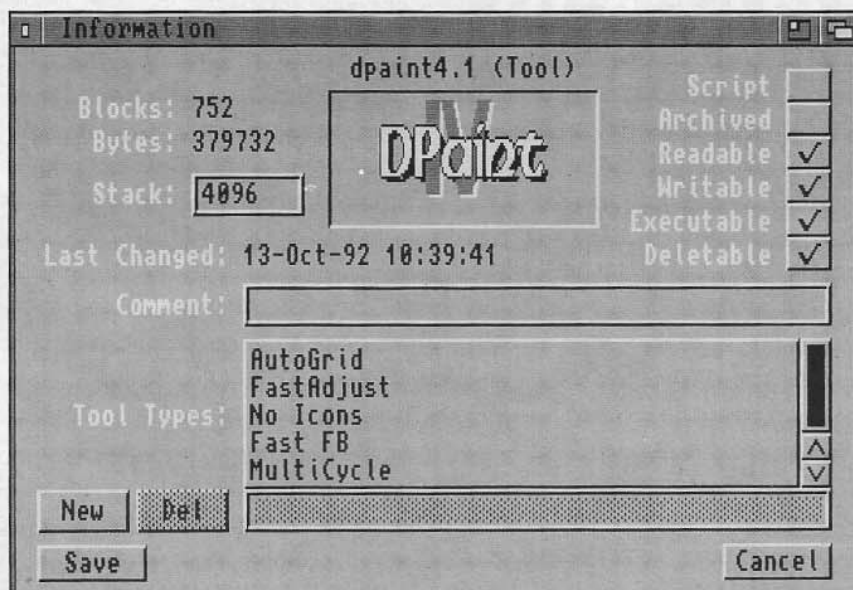 Information
dpaint4.1 (Tool)
Blocks: 752
Bytes: 379732
Stack: 4096
DPaint
IV
Script
Archived
Readable
Writable
Executable
Deletable
Last Changed: 13-Oct-92 10:39:41
Comment:
Tool Types:
AutoGrid
FastAdjust
No Icons
Fast FB
MultiCycle
New
Del
Save
Cancel